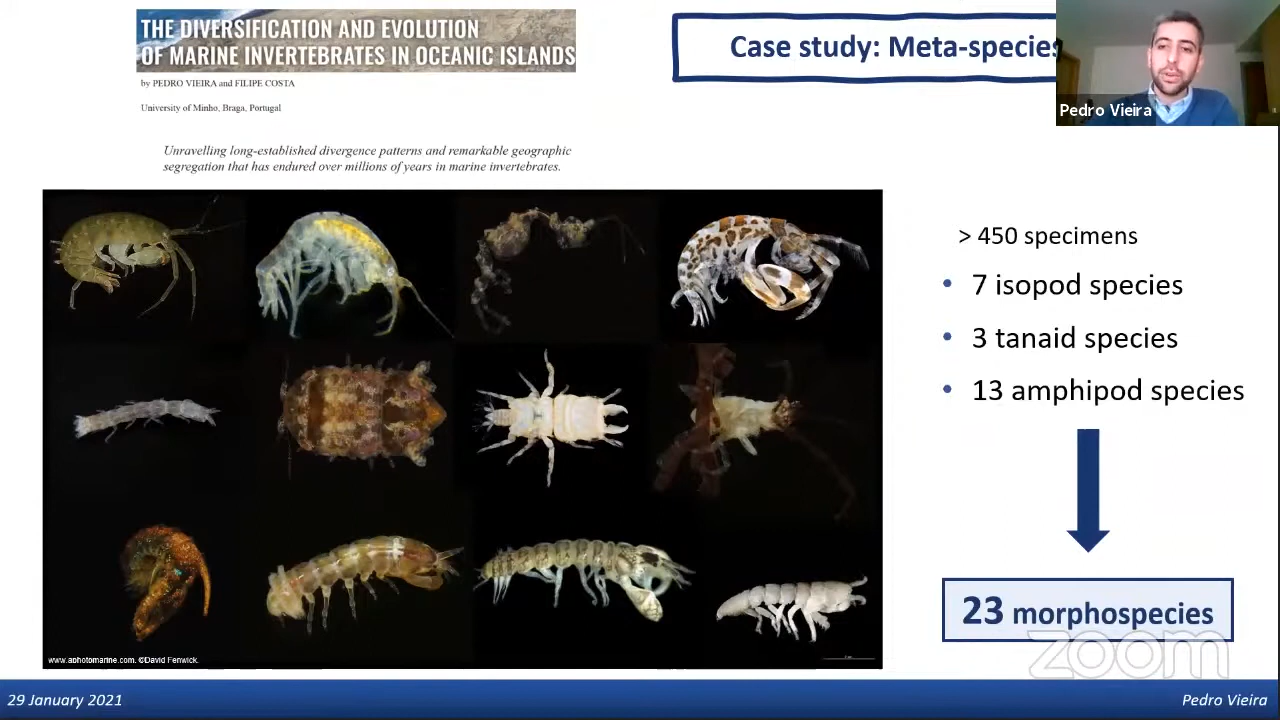 THE DIVERSIFICATION AND EVOLUTION
OF MARINE INVERTEBRATES IN OCEANIC ISLANDS
by PEDRO VIEIRA and FILIPE COSTA
University of Minho, Braga, Portugal
Unravelling long-established divergence patterns and remarkable geographic
segregation that has endured over millions of years in marine invertebrates.
Case study: Meta-species
Pedro Vieira
> 450 specimens
• 7 isopod species
• 3 tanaid species
• 13 amphipod species
23 morphospecies
zoom
www.aphotomarine.com. ©David Fenwick.
29 January 2021
Pedro Vieira